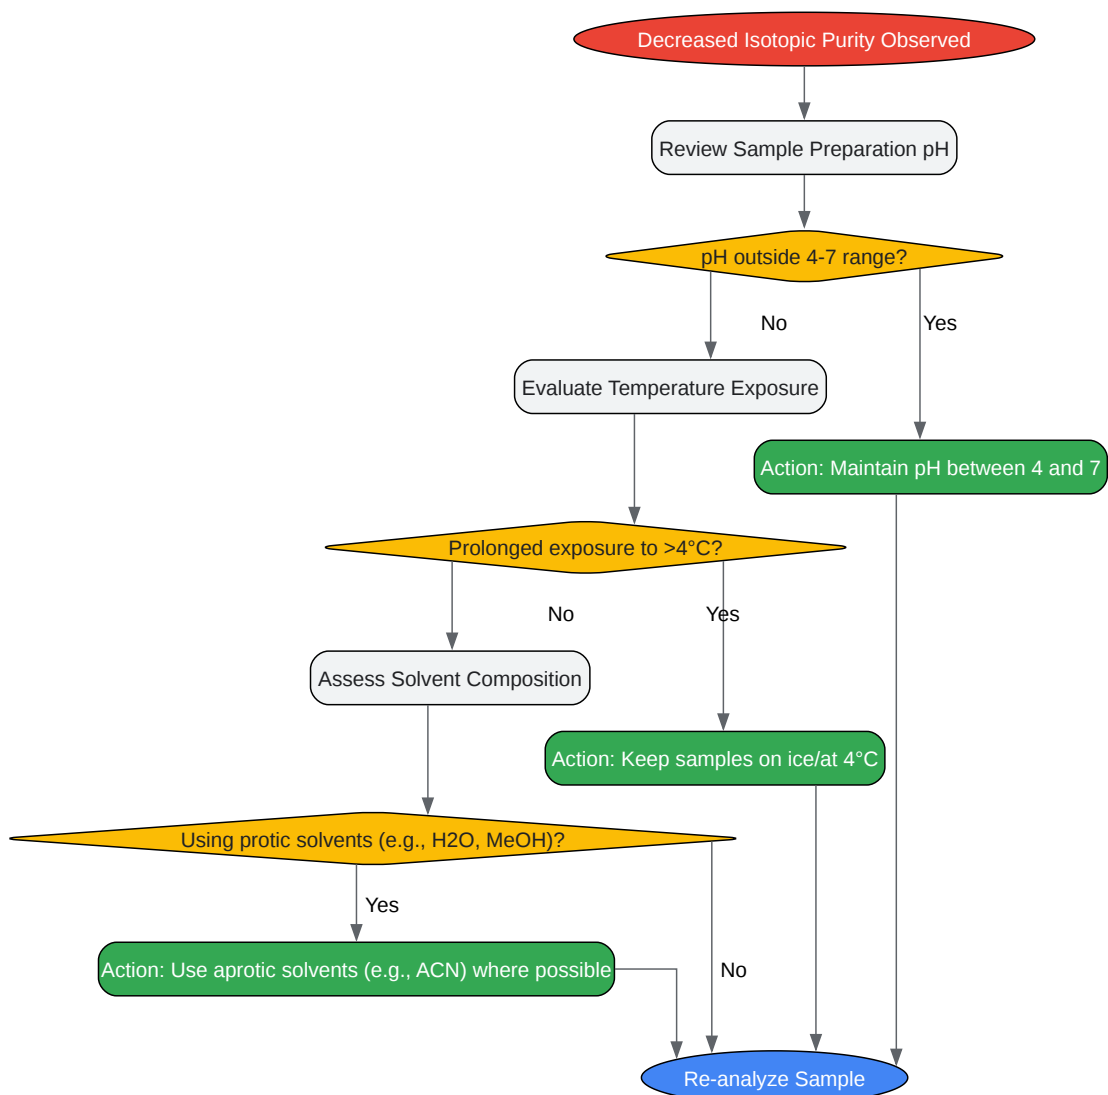 Decreased Isotopic Purity Observed
Review Sample Preparation pH
pH outside 4-7 range?
No
Yes
Evaluate Temperature Exposure
Action: Maintain pH between 4 and 7
Prolonged exposure to >4°C?
No
Yes
Assess Solvent Composition
Action: Keep samples on ice/at 4°C
Using protic solvents (e.g., H2O, MeOH)?
Yes
Action: Use aprotic solvents (e.g., ACN) where possible
No
Re-analyze Sample